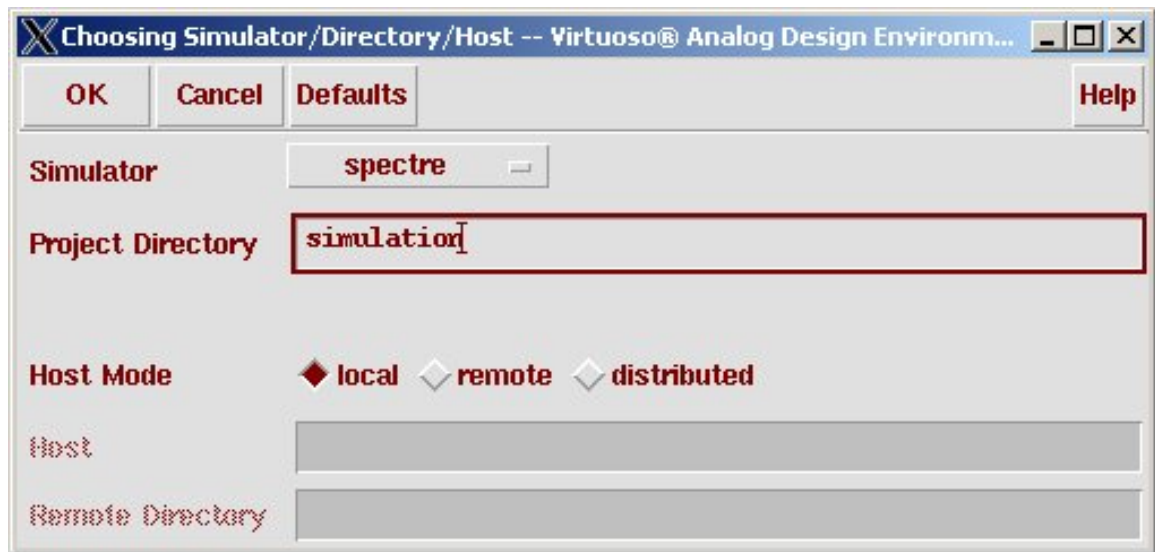 Choosing Simulator/Directory/Host -- Virtuoso® Analog Design Environm...
OK Cancel Defaults Help
Simulator spectre
Project Directory simulation
Host Mode local remote distributed
Host
Remote Directory